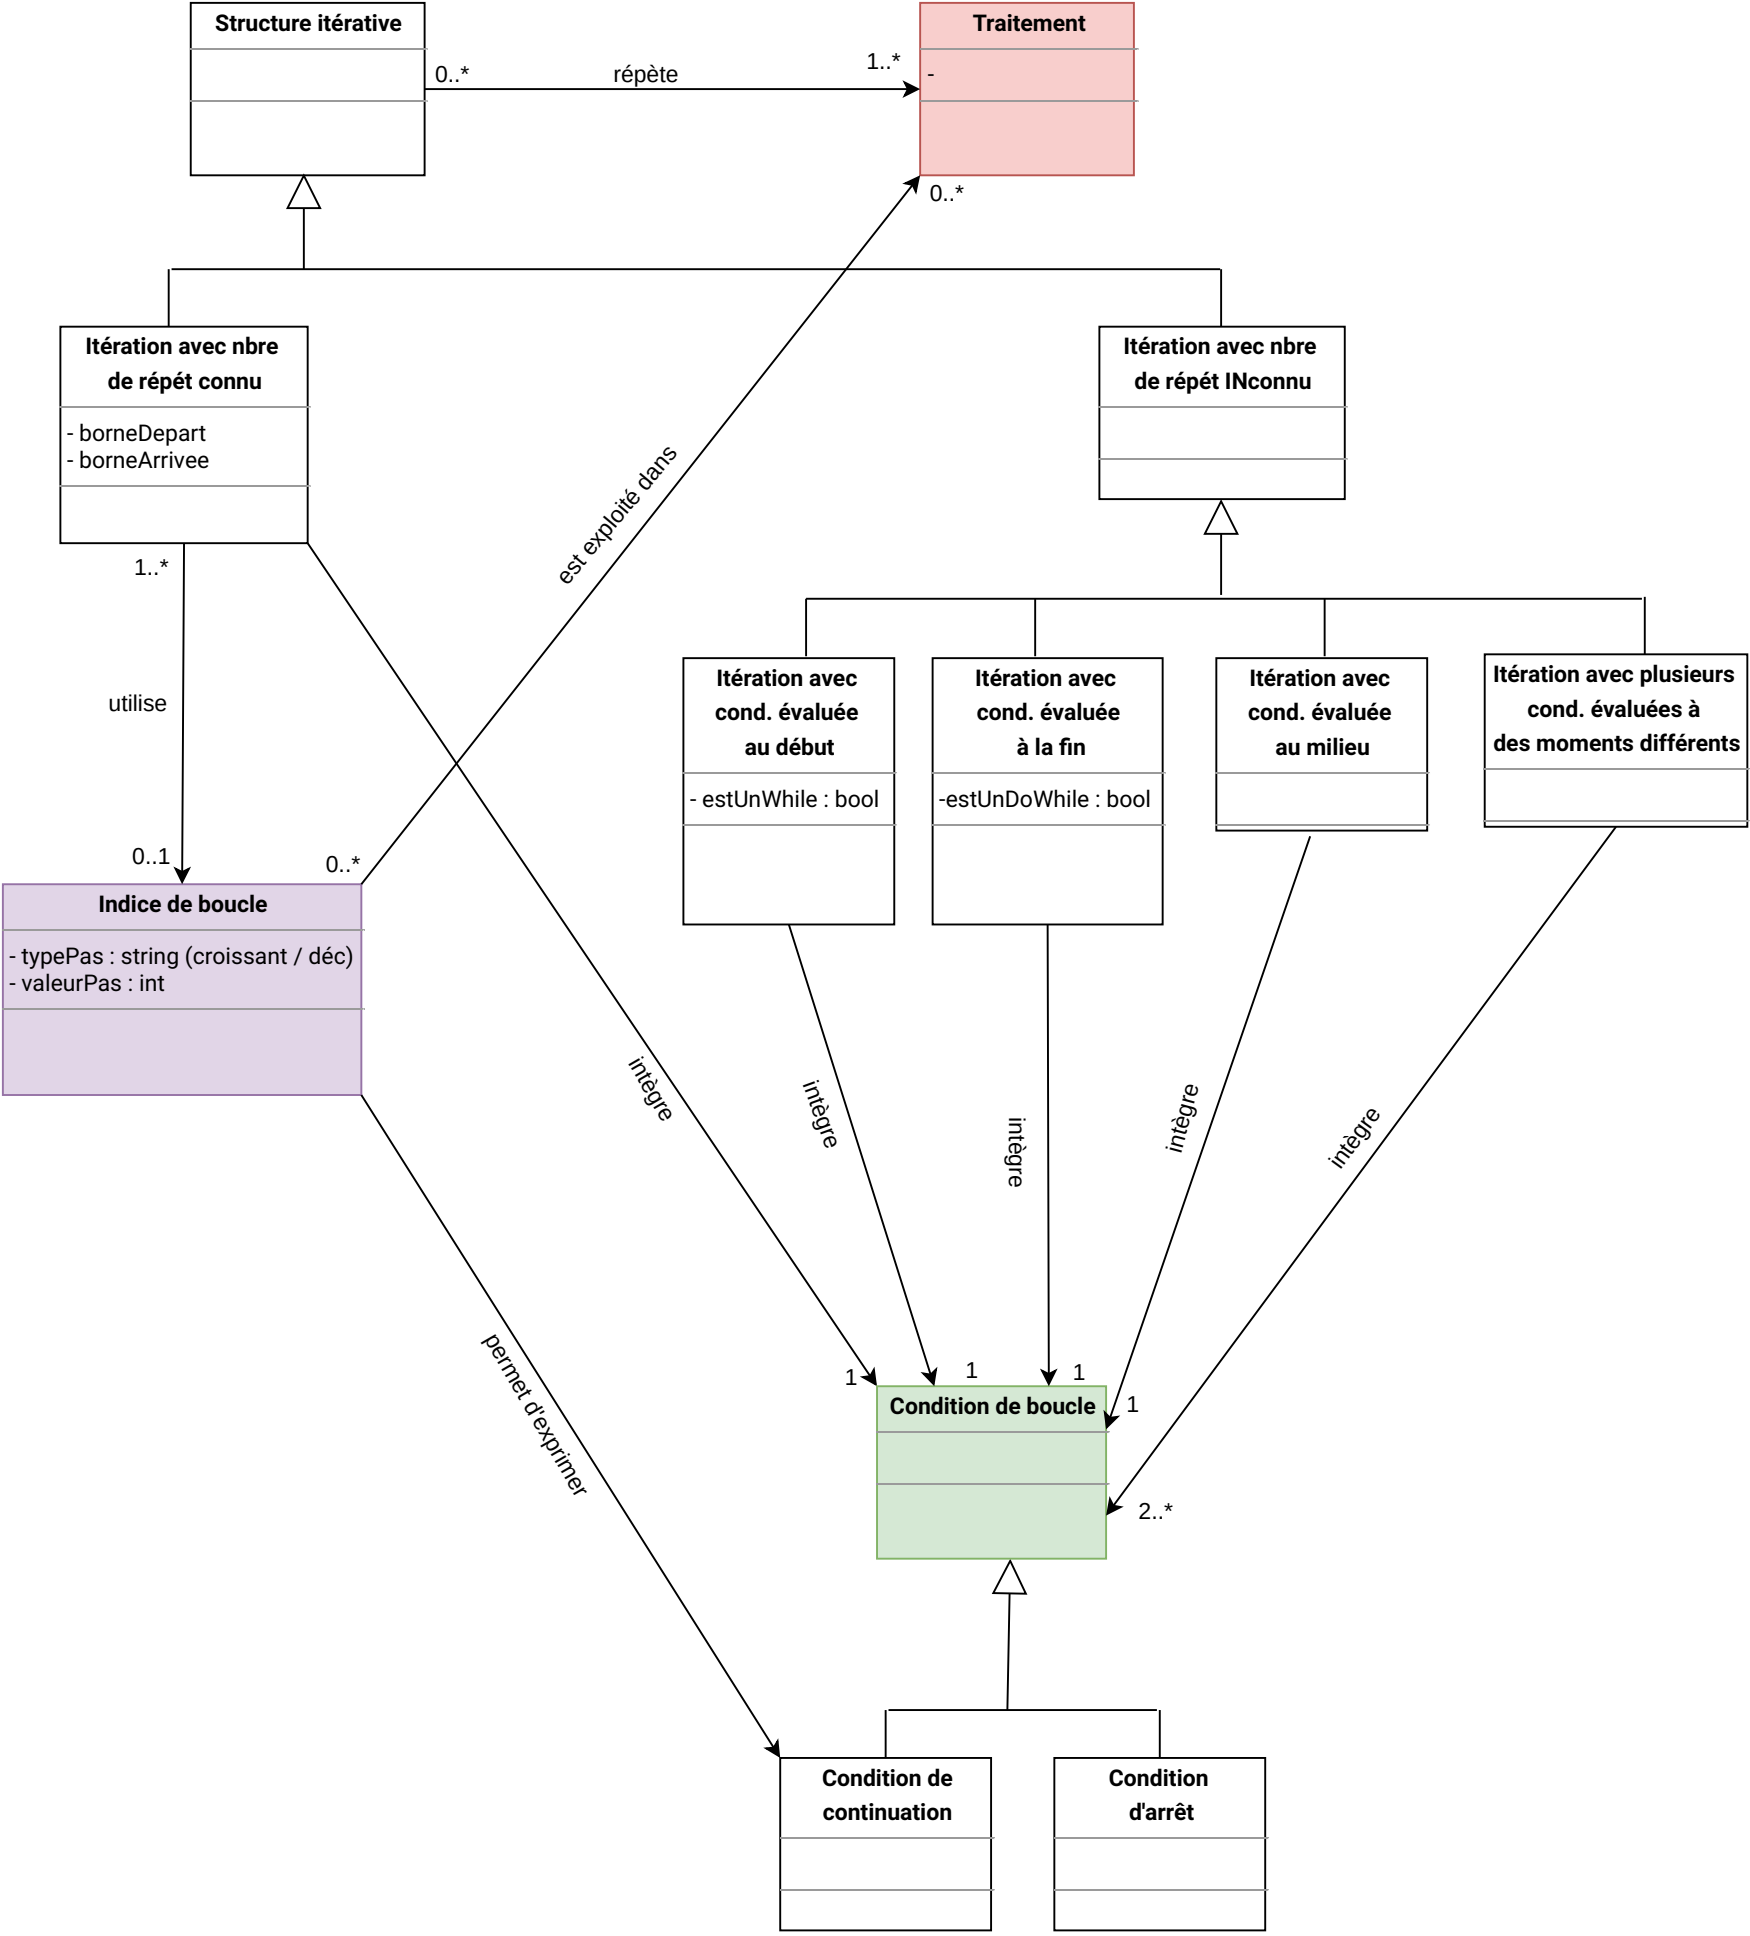 Structure itérative
Traitement
0..*
répète
1..*
-
0..*
Itération avec nbre
de répét connu
- borneDepart
- borneArrivee
Itération avec nbre
de répét INconnu
est exploité dans
1..*
utilise
0..1
0..*
Itération avec
cond. évaluée
au début
- estUnWhile : bool
Itération avec
cond. évaluée
à la fin
-estUnDoWhile : bool
Itération avec
cond. évaluée
au milieu
Itération avec plusieurs
cond. évaluées à
des moments différents
Indice de boucle
- typePas : string (croissant / déc)
- valeurPas : int
intègre
intègre
intègre
intègre
intègre
permet d'exprimer
1
1
1
1
2..*
Condition de boucle
Condition de
continuation
Condition
d'arrêt